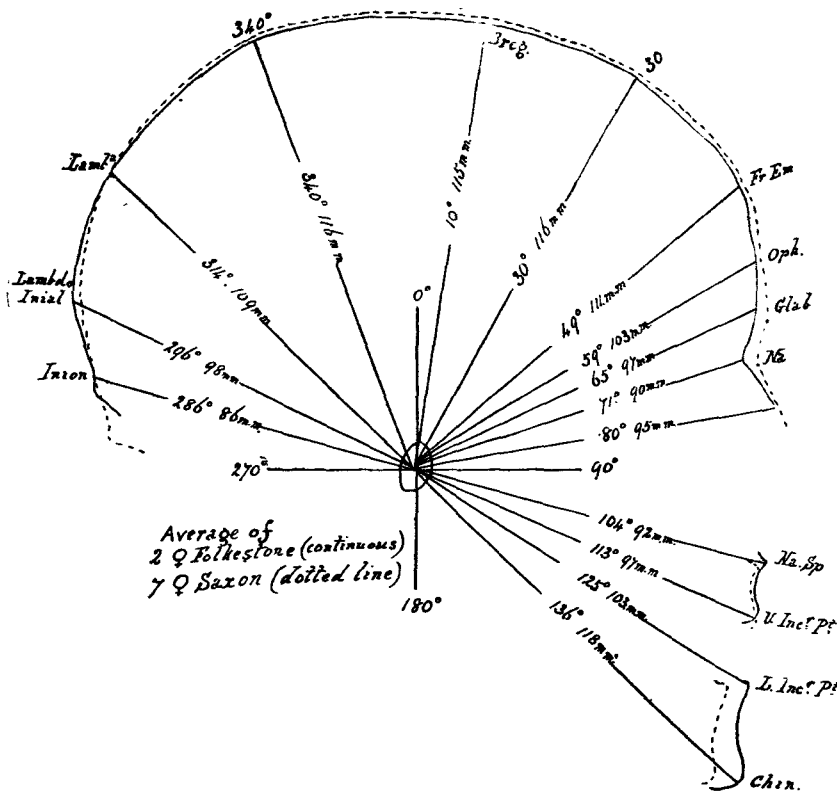 340°
Breg.
30
Lambᵈᵃ
Fr Em
340° 116mm
10° 115mm.
30° 116mm
Oph.
314°. 109mm
Lambdo
Inial
0°
49° 111mm
Glab
59° 103mm
296° 98mm
65° 97mm
Na
Inion
71° 90mm
286° 86mm.
80° 95mm
270°
90°
104° 92mm.
Average of
2 ♀ Folkestone (continuous)
7 ♀ Saxon (dotted line)
113° 97mm
Na. Sp
125° 103mm.
180°
136° 118mm.
U. Incʳ. Pᵗ.
L. Incʳ. Pᵗ.
Chin.